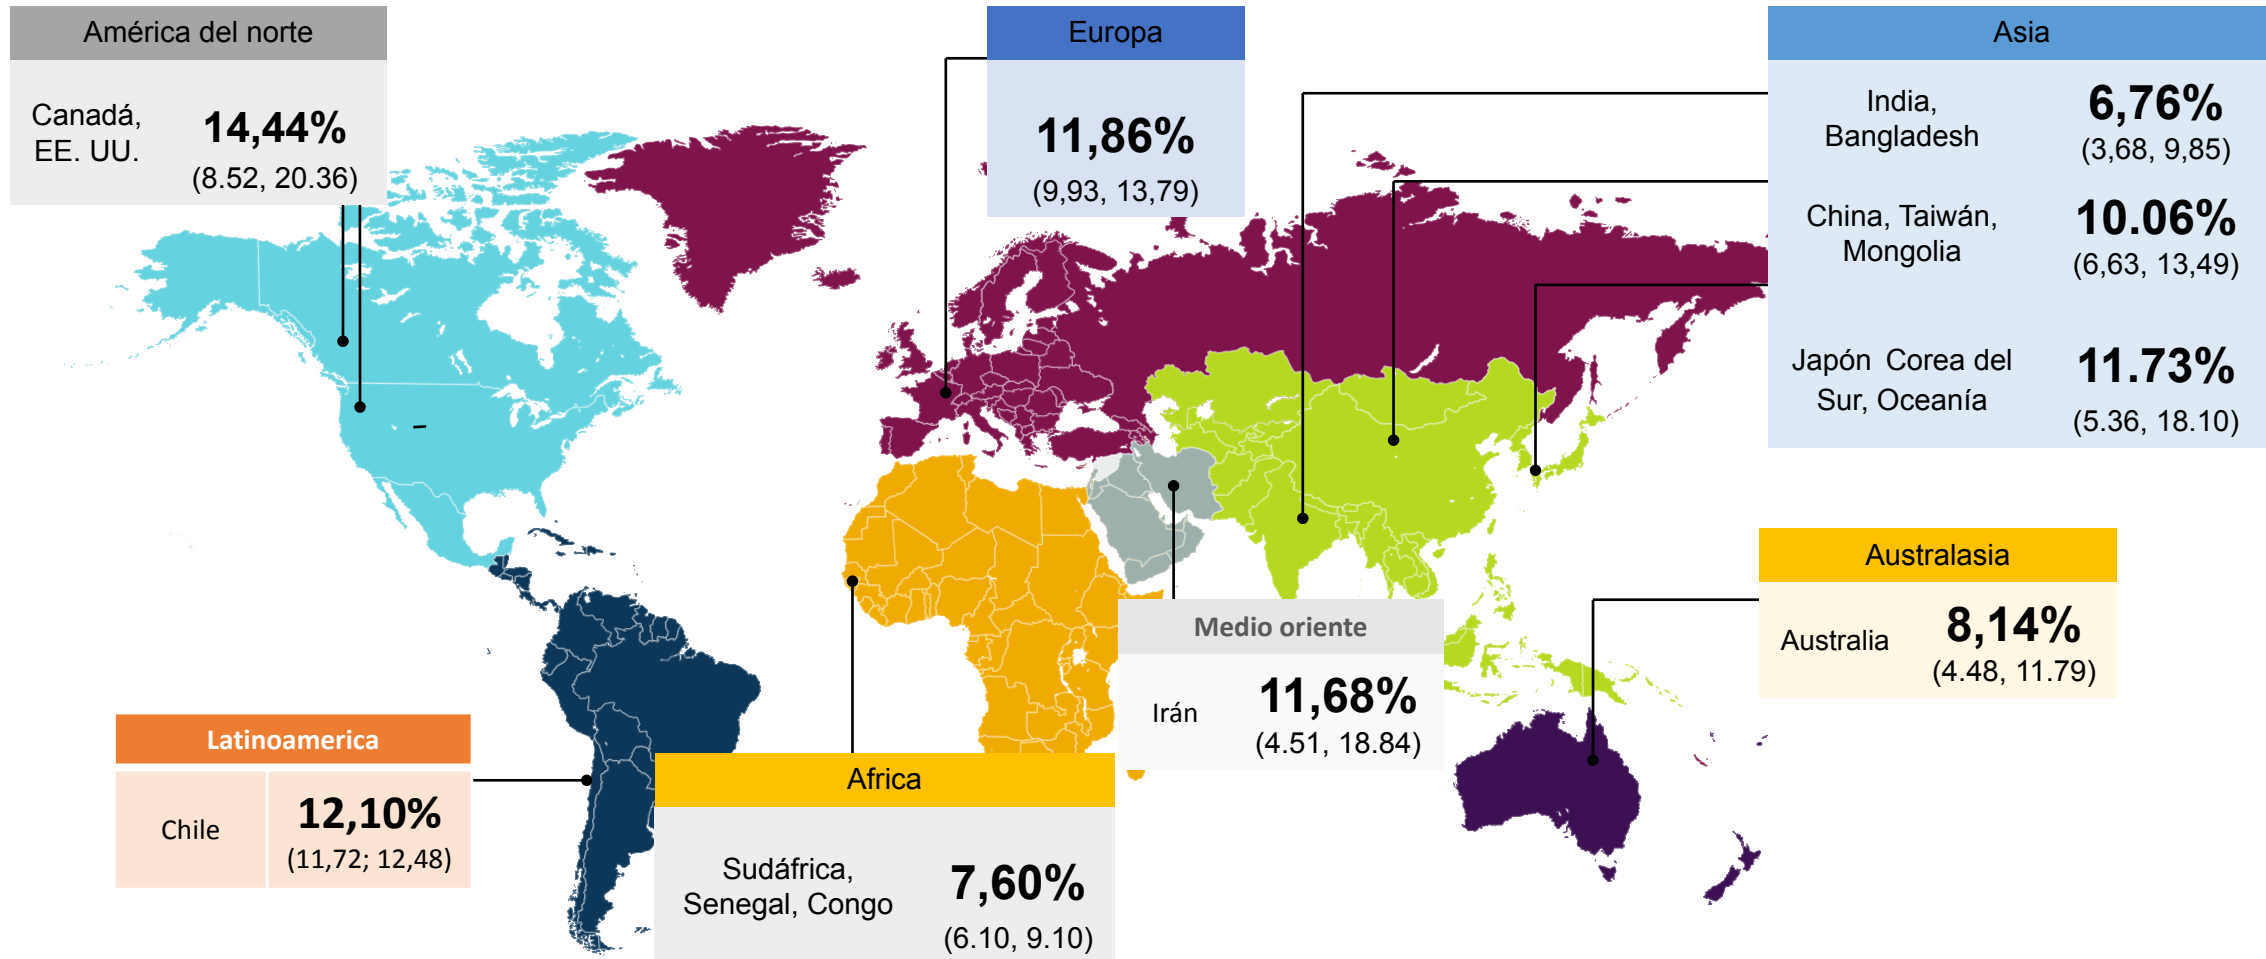 América del norte
Canadá,
EE. UU.
14,44%
(8.52, 20.36)
Europa
11,86%
(9,93, 13,79)
Asia
India,
Bangladesh
6,76%
(3,68, 9,85)
China, Taiwán,
Mongolia
10.06%
(6,63, 13,49)
Japón  Corea del
Sur, Oceanía
11.73%
(5.36, 18.10)
Australasia
Australia
8,14%
(4.48, 11.79)
Medio oriente
Irán
11,68%
(4.51, 18.84)
Latinoamerica
Chile
12,10%
(11,72; 12,48)
Africa
Sudáfrica,
Senegal, Congo
7,60%
(6.10, 9.10)